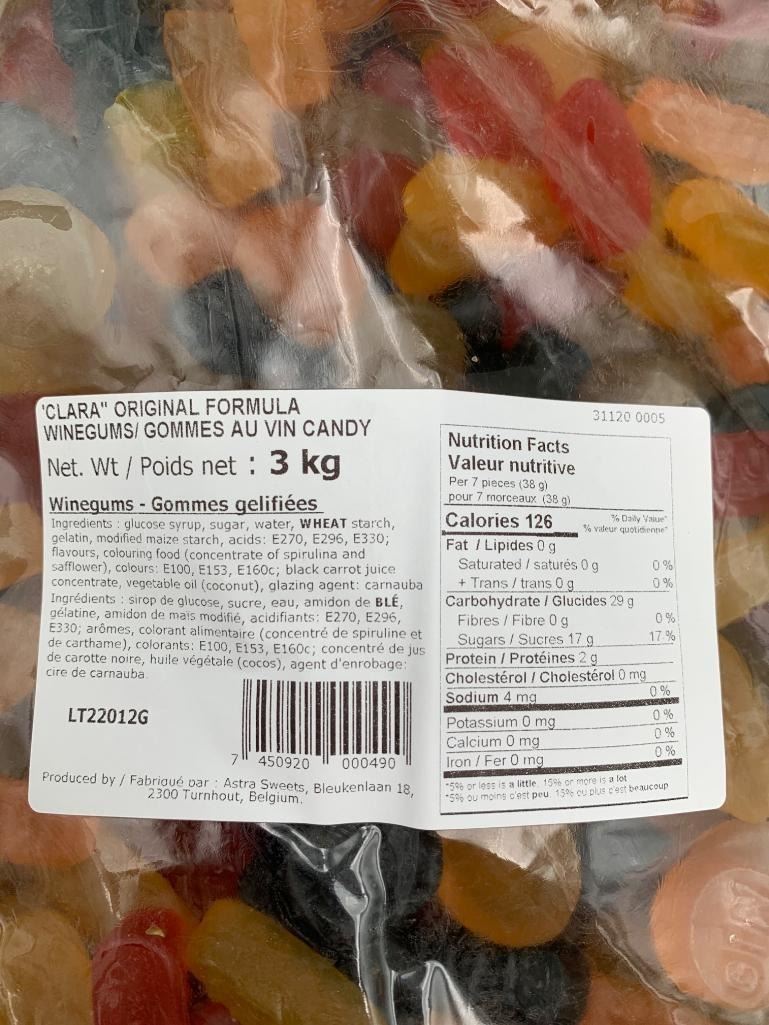 'CLARA" ORIGINAL FORMULA
WINEGUMS/ GOMMES AU VIN CANDY
Net. Wt / Poids net : 3 kg
Winegums - Gommes gelifiées
Ingredients : glucose syrup, sugar, water, WHEAT starch,
gelatin, modified maize starch, acids: E270, E296, E330;
flavours, colouring food (concentrate of spirulina and
safflower), colours: E100, E153, E160c; black carrot juice
concentrate, vegetable oil (coconut), glazing agent: carnauba
Ingrédients : sirop de glucose, sucre, eau, amidon de BLÉ,
gélatine, amidon de maïs modifié, acidifiants: E270, E296,
E330; arômes, colorant alimentaire (concentré de spiruline et
de carthame), colorants: E100, E153, E160c; concentré de jus
de carotte noire, huile végétale (cocos), agent d'enrobage:
cire de carnauba.
LT22012G
7 450920 000490
Produced by / Fabriqué par : Astra Sweets, Bleukenlaan 18,
2300 Turnhout, Belgium.
31120 0005
Nutrition Facts
Valeur nutritive
Per 7 pieces (38 g)
pour 7 morceaux (38 g)
Calories 126
% Daily Value*
% valeur quotidienne*
Fat / Lipides 0 g
Saturated / saturés 0 g 0 %
+ Trans / trans 0 g 0 %
Carbohydrate / Glucides 29 g
Fibres / Fibre 0 g 0 %
Sugars / Sucres 17 g 17 %
Protein / Protéines 2 g
Cholestérol / Cholestérol 0 mg
Sodium 4 mg 0 %
Potassium 0 mg 0 %
Calcium 0 mg 0 %
Iron / Fer 0 mg 0 %
*5% or less is a little, 15% or more is a lot
*5% ou moins c'est peu, 15% ou plus c'est beaucoup